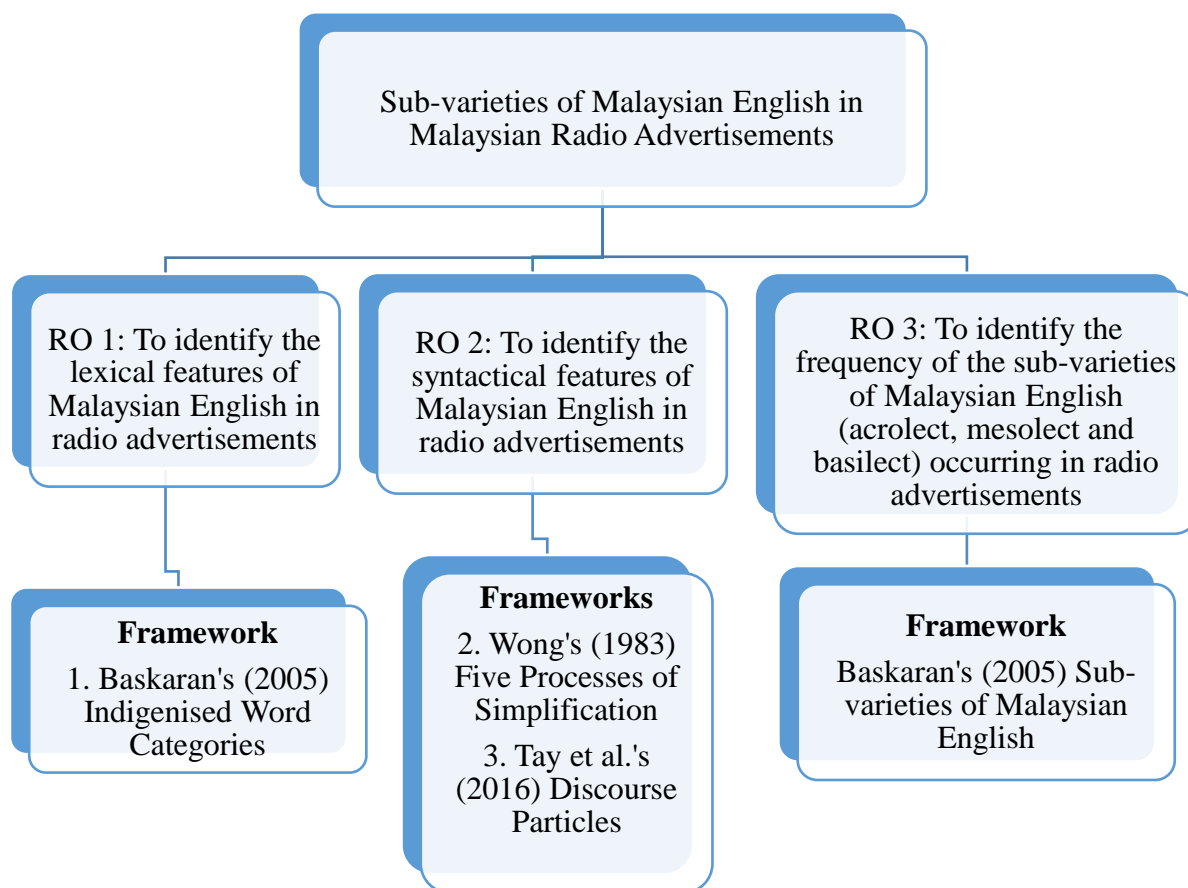 Sub-varieties of Malaysian English in
Malaysian Radio Advertisements
RO 1: To identify the
lexical features of
Malaysian English in
radio advertisements
RO 2: To identify the
syntactical features of
Malaysian English in
radio advertisements
RO 3: To identify the
frequency of the sub-varieties
of Malaysian English
(acrolect, mesolect and
basilect) occurring in radio
advertisements
Framework
1. Baskaran's (2005)
Indigenised Word
Categories
Frameworks
2. Wong's (1983)
Five Processes of
Simplification
3. Tay et al.'s
(2016) Discourse
Particles
Framework
Baskaran's (2005) Sub-
varieties of Malaysian
English